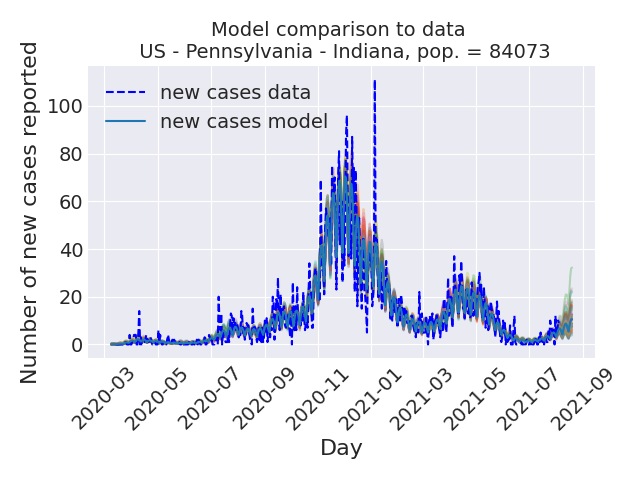 Model comparison to data
US - Pennsylvania - Indiana, pop. = 84073
Number of new cases reported
new cases data
new cases model
100
80
60
40
20
0
2020-03
2020-05
2020-07
2020-09
2020-11
2021-01
2021-03
2021-05
2021-07
2021-09
Day